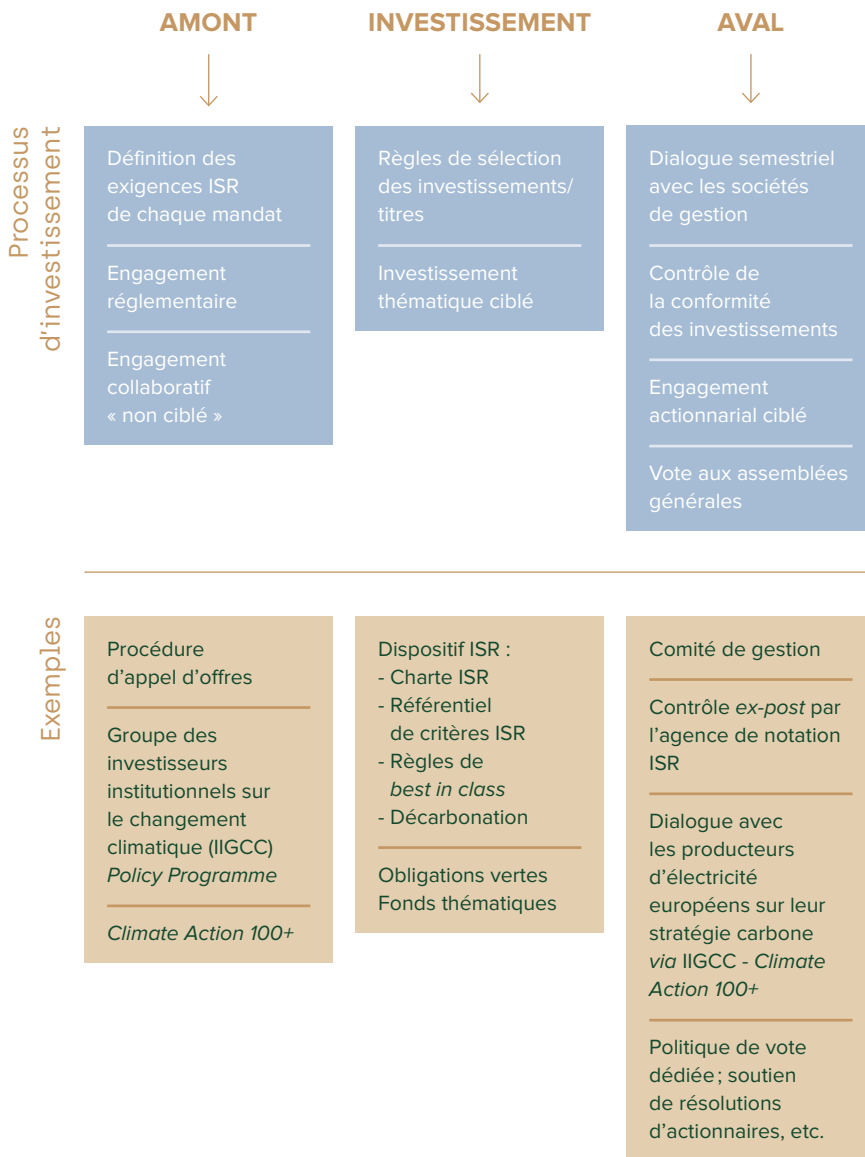 AMONT
INVESTISSEMENT
AVAL
Processus
d'investissement
Définition des
exigences ISR
de chaque mandat
Engagement
réglementaire
Engagement
collaboratif
« non ciblé »
Règles de sélection
des investissements/
titres
Investissement
thématique ciblé
Dialogue semestriel
avec les sociétés
de gestion
Contrôle de
la conformité
des investissements
Engagement
actionnarial ciblé
Vote aux assemblées
générales
Exemples
Procédure
d’appel d’offres
Groupe des
investisseurs
institutionnels sur
le changement
climatique (IIGCC)
Policy Programme
Climate Action 100+
Dispositif ISR :
- Charte ISR
- Référentiel
de critères ISR
- Règles de
best in class
- Décarbonation
Obligations vertes
Fonds thématiques
Comité de gestion
Contrôle ex-post par
l’agence de notation
ISR
Dialogue avec
les producteurs
d’électricité
européens sur leur
stratégie carbone
via IIGCC - Climate
Action 100+
Politique de vote
dédiée ; soutien
de résolutions
d’actionnaires, etc.